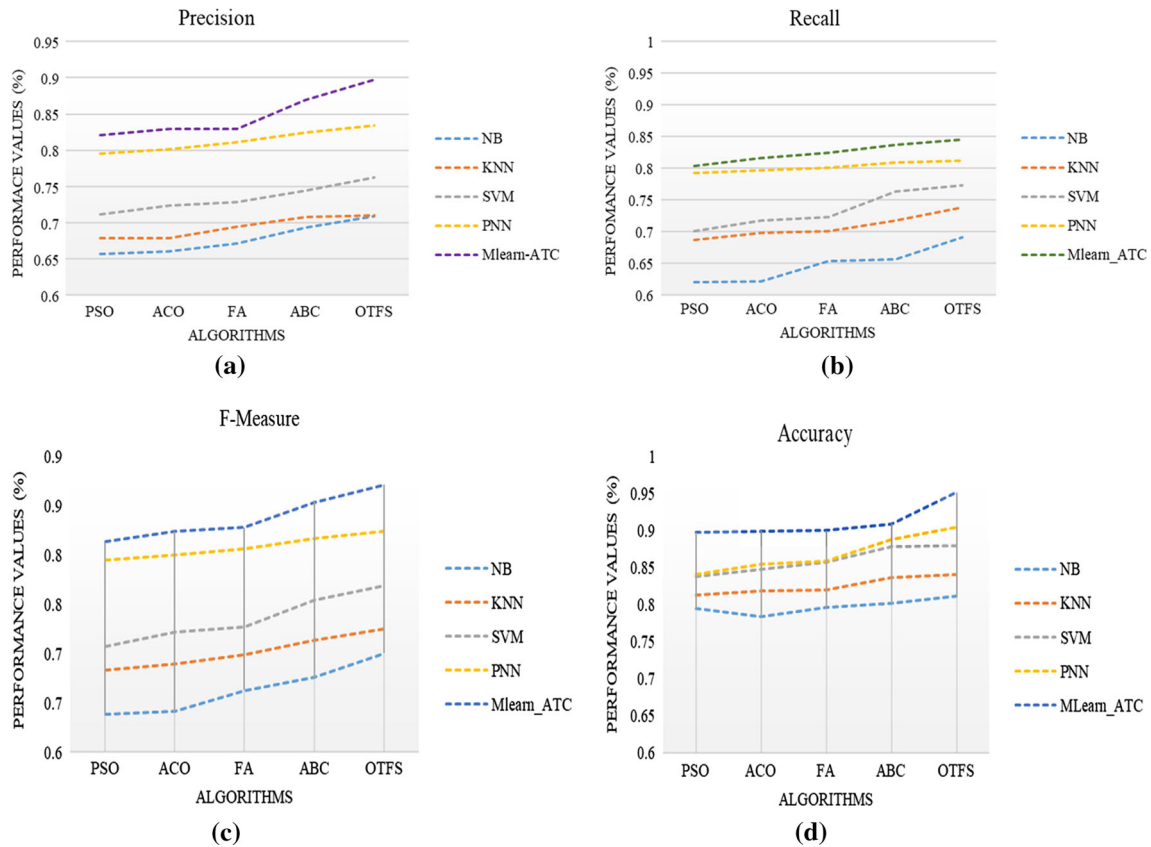 Precision
PERFORMACE VALUES (%)
0.95
0.9
0.85
0.8
0.75
0.7
0.65
0.6
PSO ACO FA ABC OTFS
ALGORITHMS
NB
KNN
SVM
PNN
Mlearn-ATC
(a)
Recall
PERFORMANCE VALUES (%)
1
0.95
0.9
0.85
0.8
0.75
0.7
0.65
0.6
PSO ACO FA ABC OTFS
ALGORITHMS
NB
KNN
SVM
PNN
Mlearn_ATC
(b)
F-Measure
PERFORMANCE VALUES (%)
0.9
0.9
0.8
0.8
0.7
0.7
0.6
PSO ACO FA ABC OTFS
ALGORITHMS
NB
KNN
SVM
PNN
Mlearn_ATC
(c)
Accuracy
PERFORMANCE VALUES (%)
1
0.95
0.9
0.85
0.8
0.75
0.7
0.65
0.6
PSO ACO FA ABC OTFS
ALGORITHMS
NB
KNN
SVM
PNN
MLearn_ATC
(d)